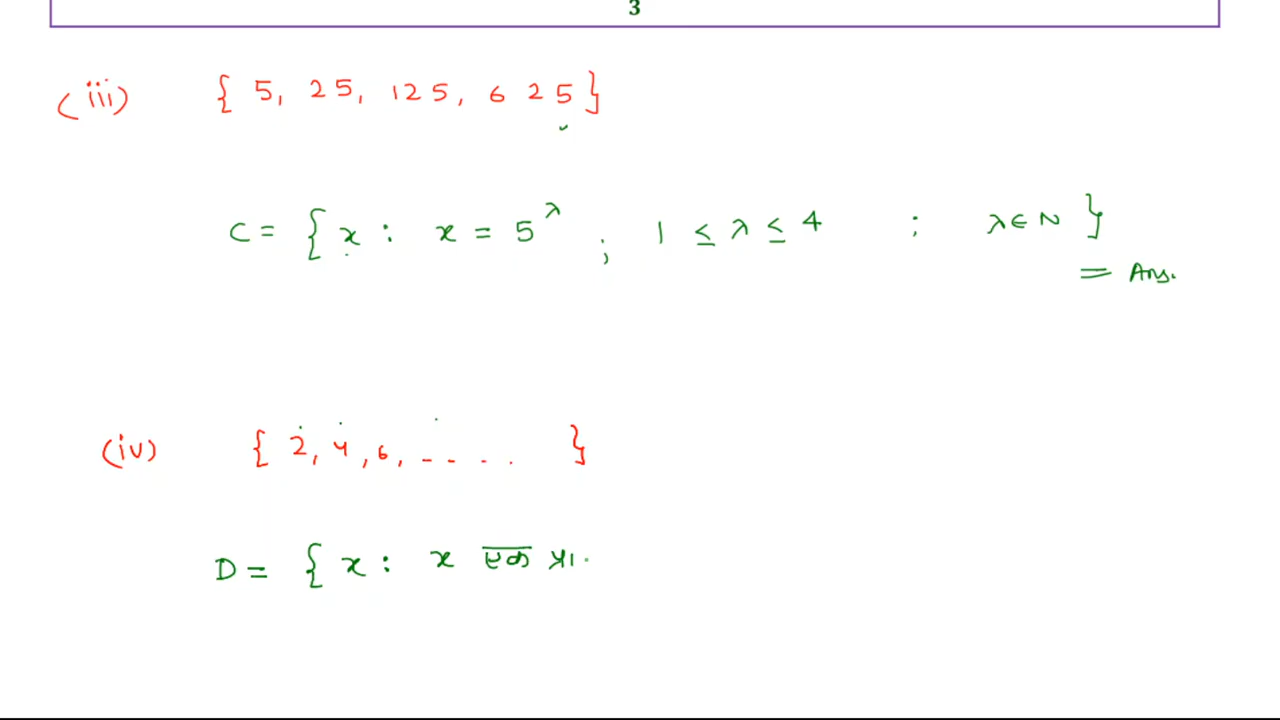 3
(iii) { 5, 25, 125, 625 }
C = { x : x = 5^λ ; 1 ≤ λ ≤ 4 ; λ ∈ N }
= Ans.
(iv) { 2, 4, 6, - - - . }
D = { x : x एक प्रा